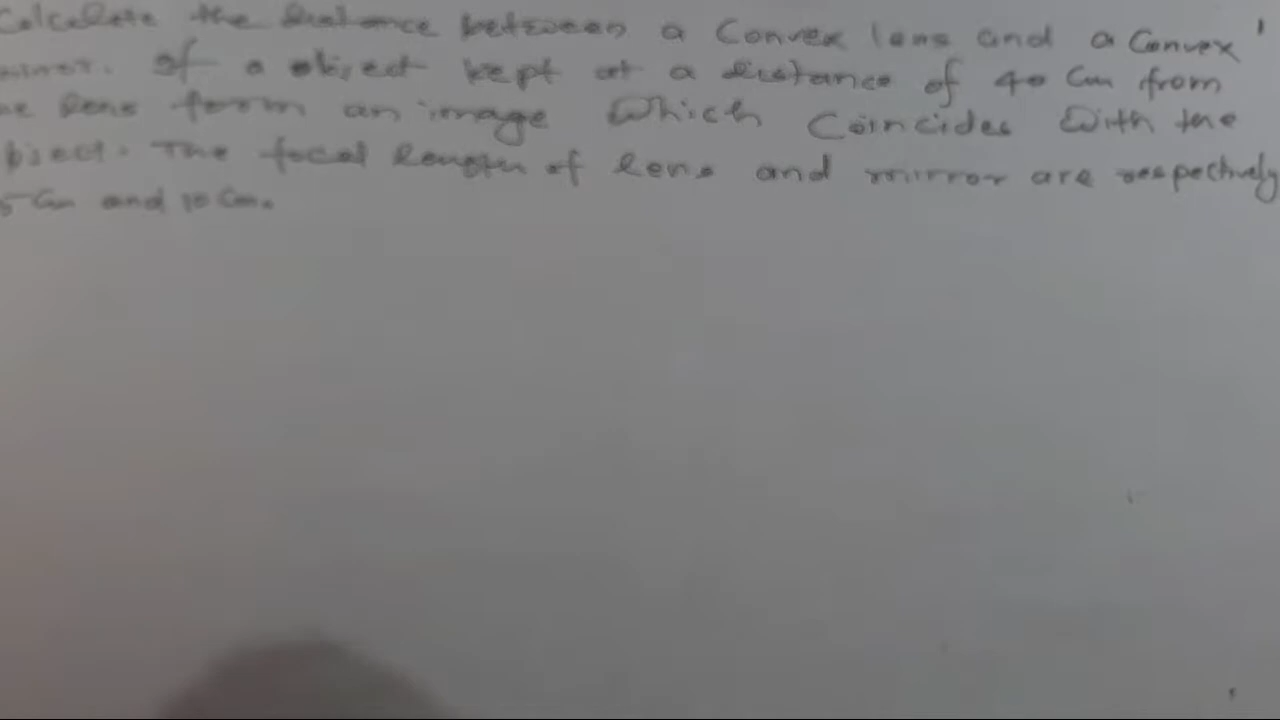 Calculate the distance between a Convex lens and a Convex
mirror. If a object kept at a distance of 40 Cm from
lens form an image Which Coincides With the
bject. The focal length of lens and mirror are respectively
5 Cm and 10 Cm.